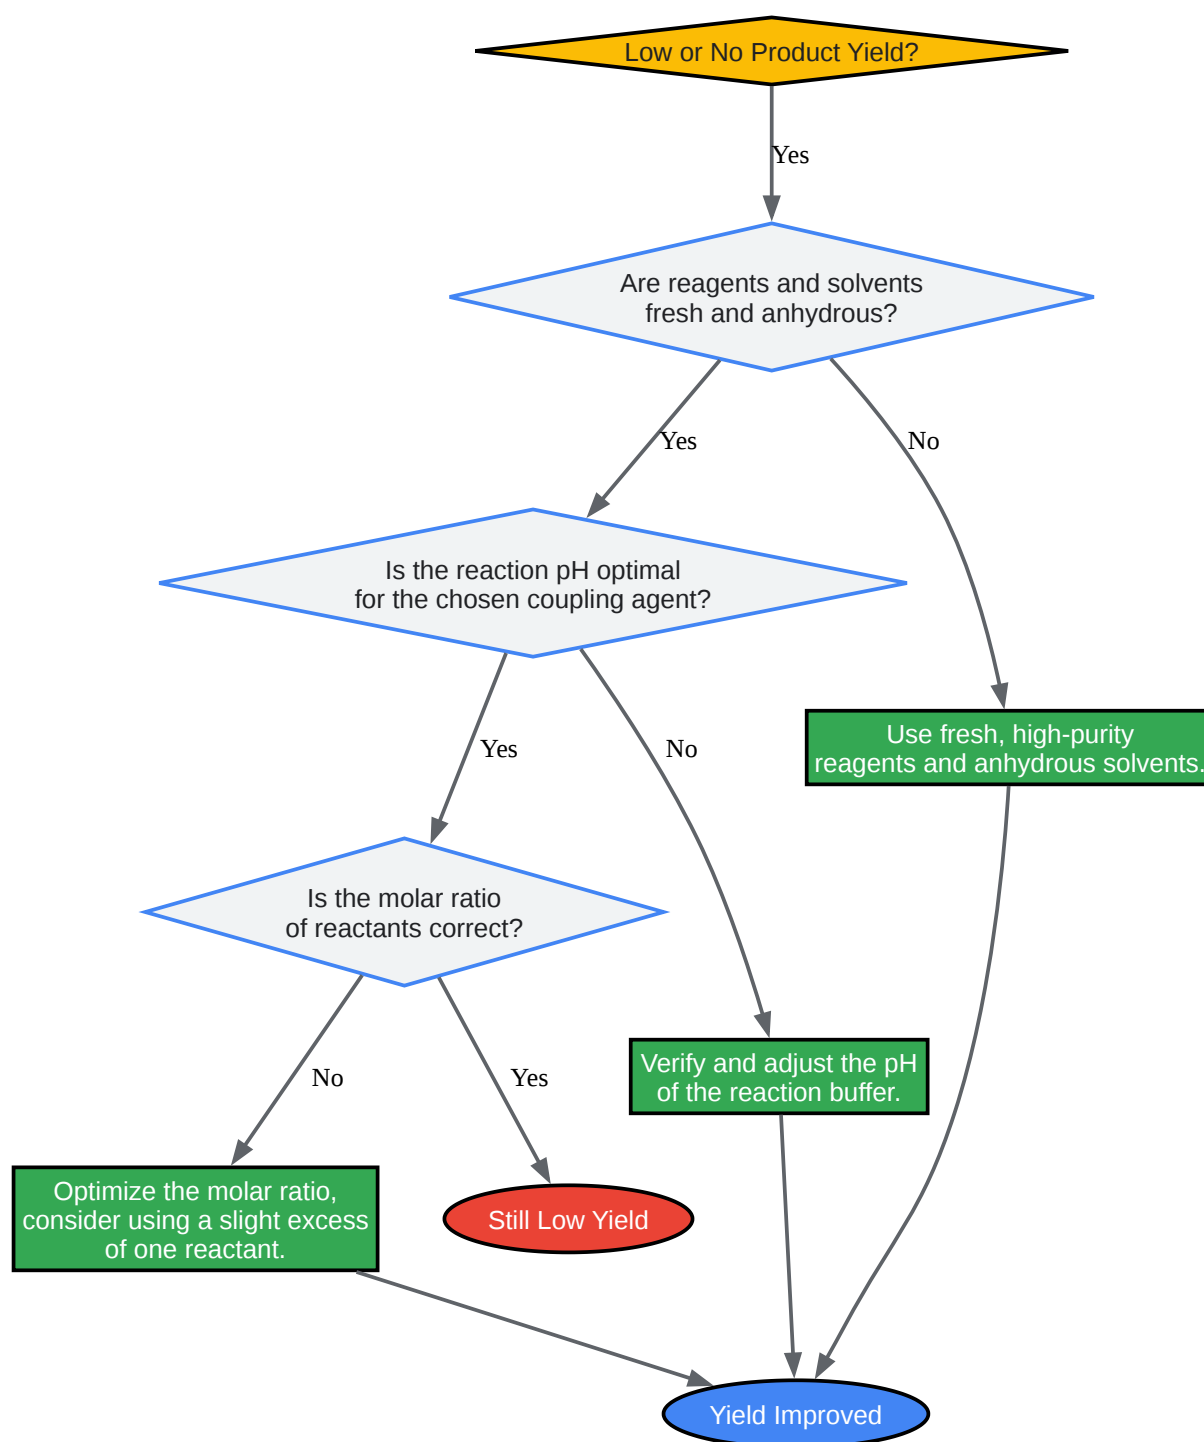 Low or No Product Yield?
Yes
Are reagents and solvents
fresh and anhydrous?
Yes
No
Is the reaction pH optimal
for the chosen coupling agent?
Use fresh, high-purity
reagents and anhydrous solvents.
Yes
No
Is the molar ratio
of reactants correct?
Verify and adjust the pH
of the reaction buffer.
No
Yes
Optimize the molar ratio,
consider using a slight excess
of one reactant.
Still Low Yield
Yield Improved